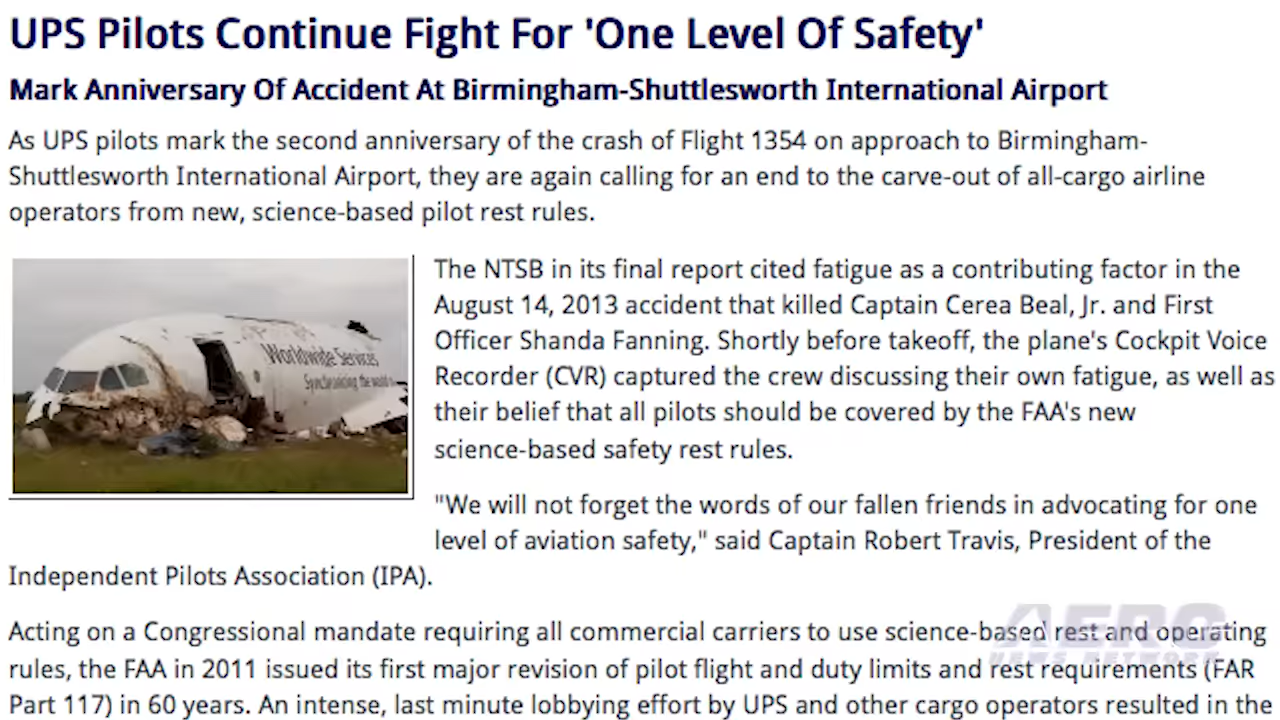 UPS Pilots Continue Fight For 'One Level Of Safety'
Mark Anniversary Of Accident At Birmingham-Shuttlesworth International Airport
As UPS pilots mark the second anniversary of the crash of Flight 1354 on approach to Birmingham-
Shuttlesworth International Airport, they are again calling for an end to the carve-out of all-cargo airline
operators from new, science-based pilot rest rules.
Worldwide Services
Synchronizing the world
The NTSB in its final report cited fatigue as a contributing factor in the
August 14, 2013 accident that killed Captain Cerea Beal, Jr. and First
Officer Shanda Fanning. Shortly before takeoff, the plane's Cockpit Voice
Recorder (CVR) captured the crew discussing their own fatigue, as well as
their belief that all pilots should be covered by the FAA's new
science-based safety rest rules.
"We will not forget the words of our fallen friends in advocating for one
level of aviation safety," said Captain Robert Travis, President of the
Independent Pilots Association (IPA).
Acting on a Congressional mandate requiring all commercial carriers to use science-based rest and operating
rules, the FAA in 2011 issued its first major revision of pilot flight and duty limits and rest requirements (FAR
Part 117) in 60 years. An intense, last minute lobbying effort by UPS and other cargo operators resulted in the
AERO
NEWS NETWORK